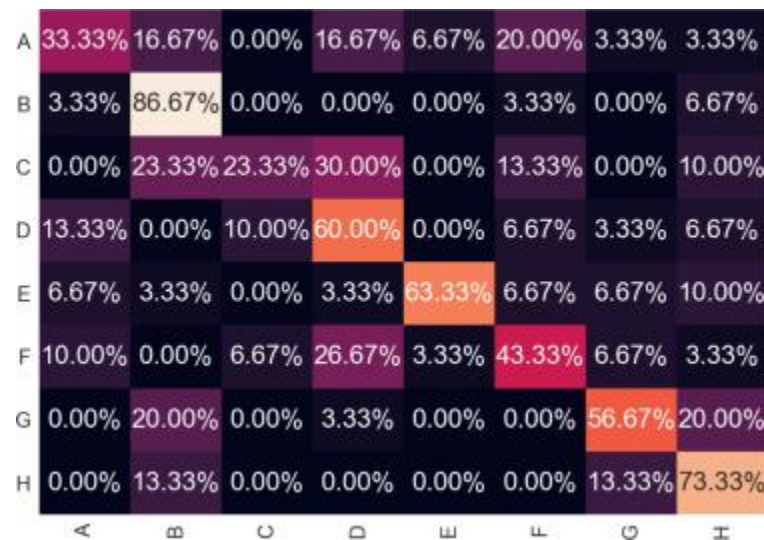 A 33.33% 16.67% 0.00% 16.67% 6.67% 20.00% 3.33% 3.33%
B 3.33% 86.67% 0.00% 0.00% 0.00% 3.33% 0.00% 6.67%
C 0.00% 23.33% 23.33% 30.00% 0.00% 13.33% 0.00% 10.00%
D 13.33% 0.00% 10.00% 60.00% 0.00% 6.67% 3.33% 6.67%
E 6.67% 3.33% 0.00% 3.33% 63.33% 6.67% 6.67% 10.00%
F 10.00% 0.00% 6.67% 26.67% 3.33% 43.33% 6.67% 3.33%
G 0.00% 20.00% 0.00% 3.33% 0.00% 0.00% 56.67% 20.00%
H 0.00% 13.33% 0.00% 0.00% 0.00% 0.00% 13.33% 73.33%
A B C D E F G H